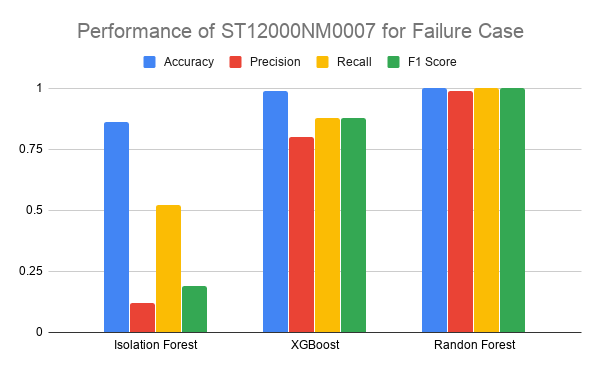 Performance of ST12000NM0007 for Failure Case
Accuracy Precision Recall F1 Score
1
0.75
0.5
0.25
0
Isolation Forest XGBoost Randon Forest